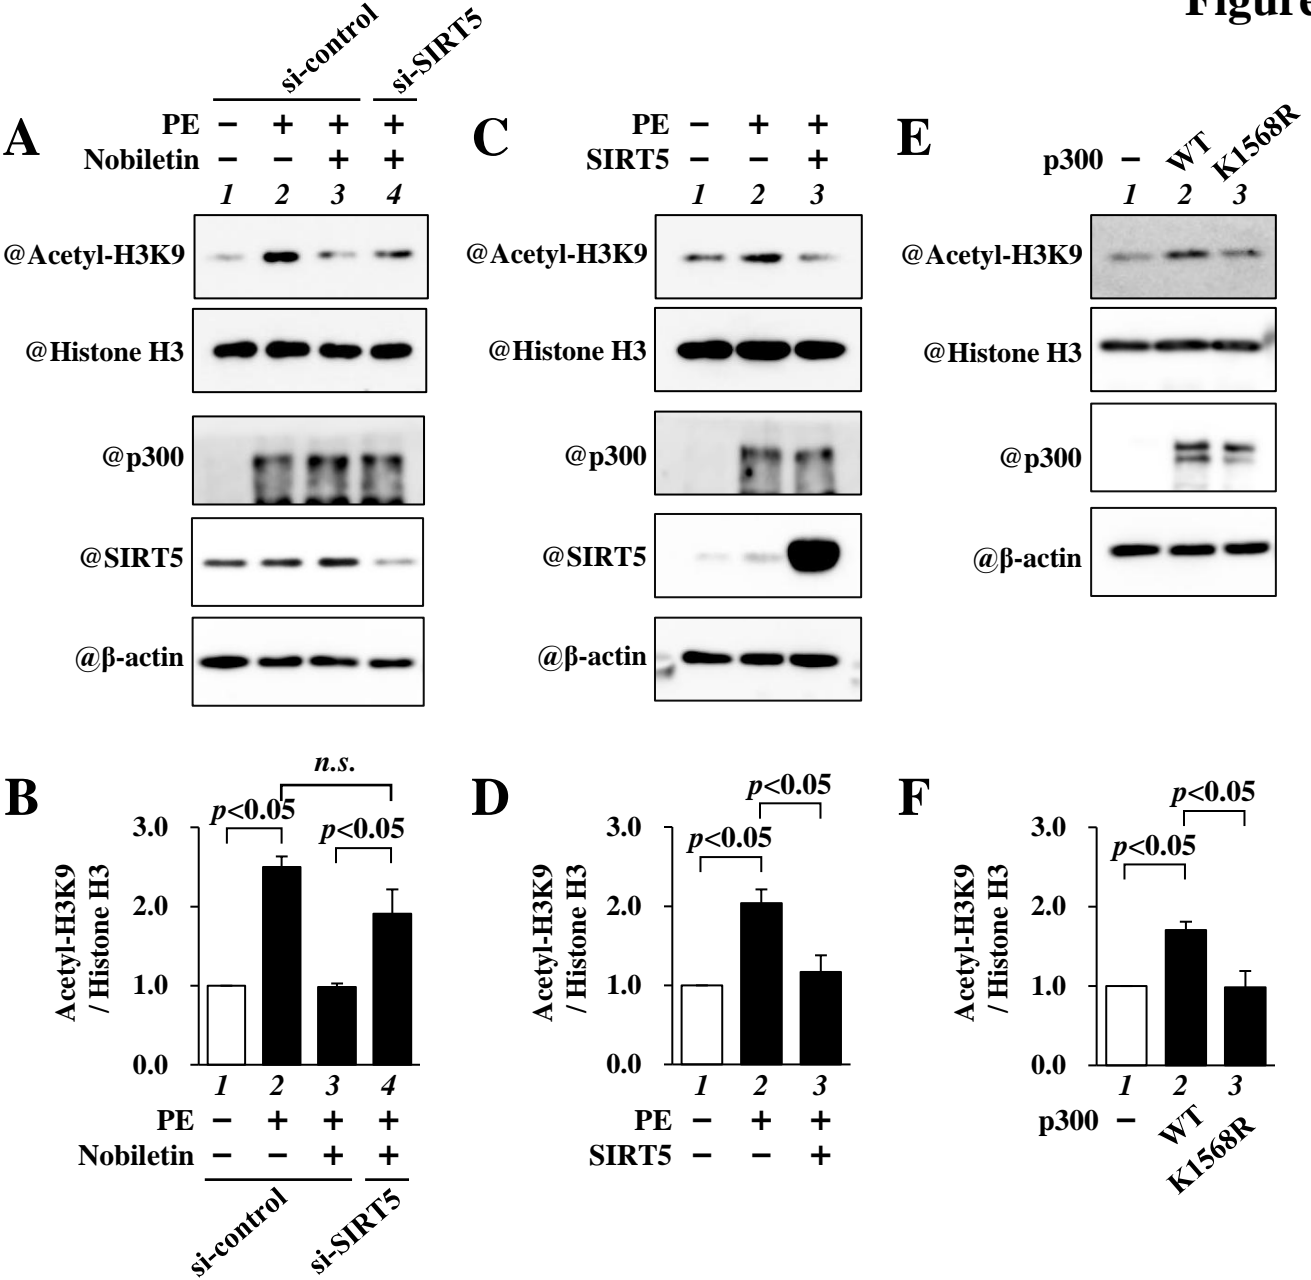 Figure
si-control si-SIRT5
A
PE − + + +
Nobiletin − − + +
1 2 3 4
@Acetyl-H3K9
@Histone H3
@p300
@SIRT5
@β-actin
C
PE − + +
SIRT5 − − +
1 2 3
@Acetyl-H3K9
@Histone H3
@p300
@SIRT5
@β-actin
E
p300 − WT K1568R
1 2 3
@Acetyl-H3K9
@Histone H3
@p300
@β-actin
B
n.s.
p<0.05
p<0.05
Acetyl-H3K9
/ Histone H3
3.0
2.0
1.0
0.0
1 2 3 4
PE − + + +
Nobiletin − − + +
si-control si-SIRT5
D
p<0.05
p<0.05
Acetyl-H3K9
/ Histone H3
3.0
2.0
1.0
0.0
1 2 3
PE − + +
SIRT5 − − +
F
p<0.05
p<0.05
Acetyl-H3K9
/ Histone H3
3.0
2.0
1.0
0.0
1 2 3
p300 − WT K1568R